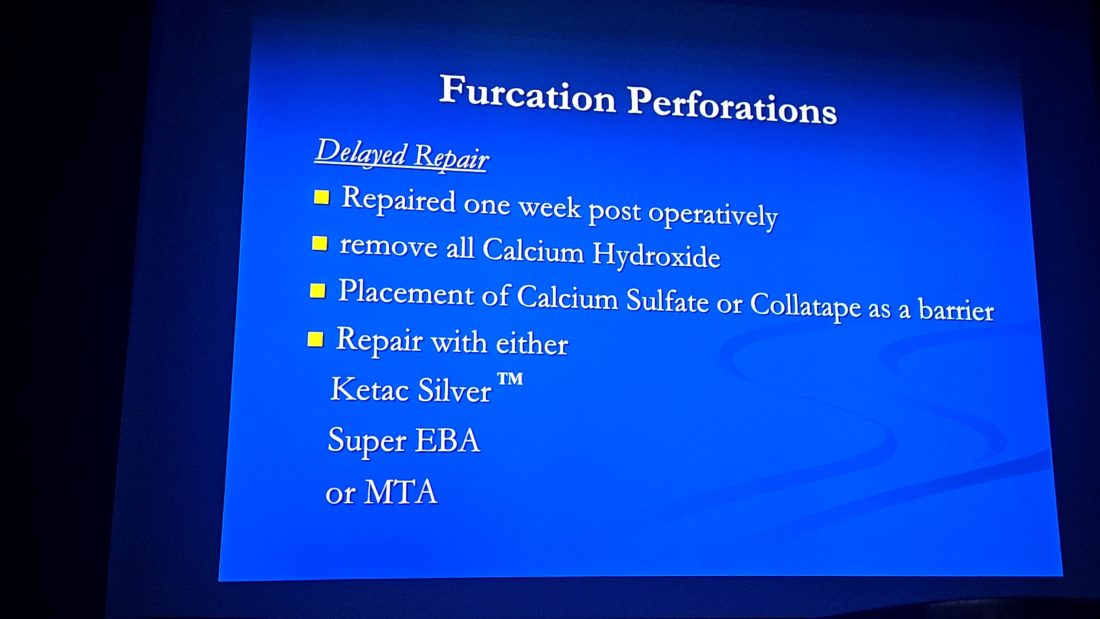 Furcation Perforations
Delayed Repair
Repaired one week post operatively
remove all Calcium Hydroxide
Placement of Calcium Sulfate or Collatape as a barrier
Repair with either
Ketac Silver™
Super EBA
or MTA